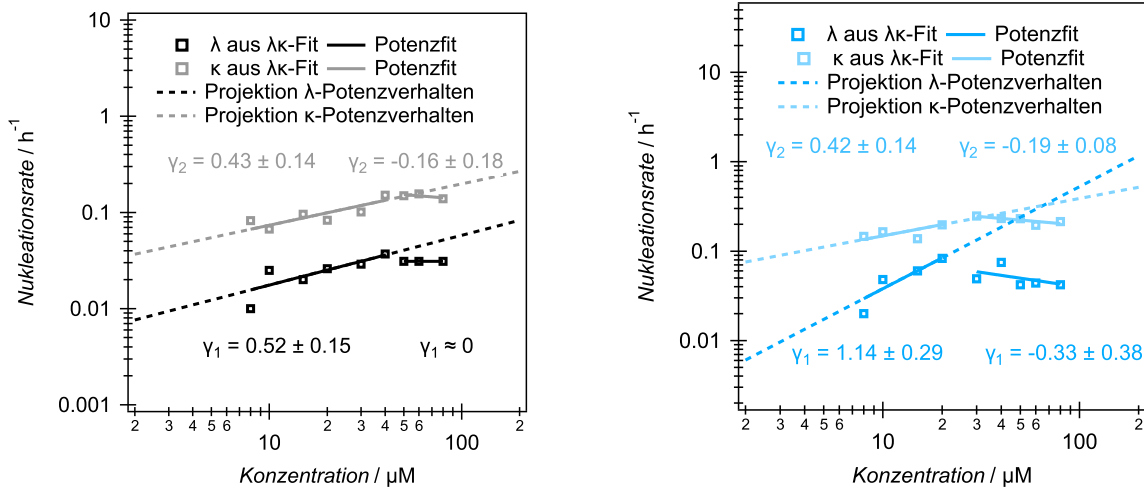 10
1
0.1
0.01
0.001
Nukleationsrate / h⁻¹
λ aus λκ-Fit Potenzfit
κ aus λκ-Fit Potenzfit
Projektion λ-Potenzverhalten
Projektion κ-Potenzverhalten
γ₂ = 0.43 ± 0.14 γ₂ = -0.16 ± 0.18
γ₁ = 0.52 ± 0.15 γ₁ ≈ 0
2 3 4 5 6 10 2 3 4 5 6 100 2
Konzentration / µM
10
1
0.1
0.01
Nukleationsrate / h⁻¹
λ aus λκ-Fit Potenzfit
κ aus λκ-Fit Potenzfit
Projektion λ-Potenzverhalten
Projektion κ-Potenzverhalten
γ₂ = 0.42 ± 0.14 γ₂ = -0.19 ± 0.08
γ₁ = 1.14 ± 0.29 γ₁ = -0.33 ± 0.38
2 3 4 5 6 10 2 3 4 5 6 100 2
Konzentration / µM